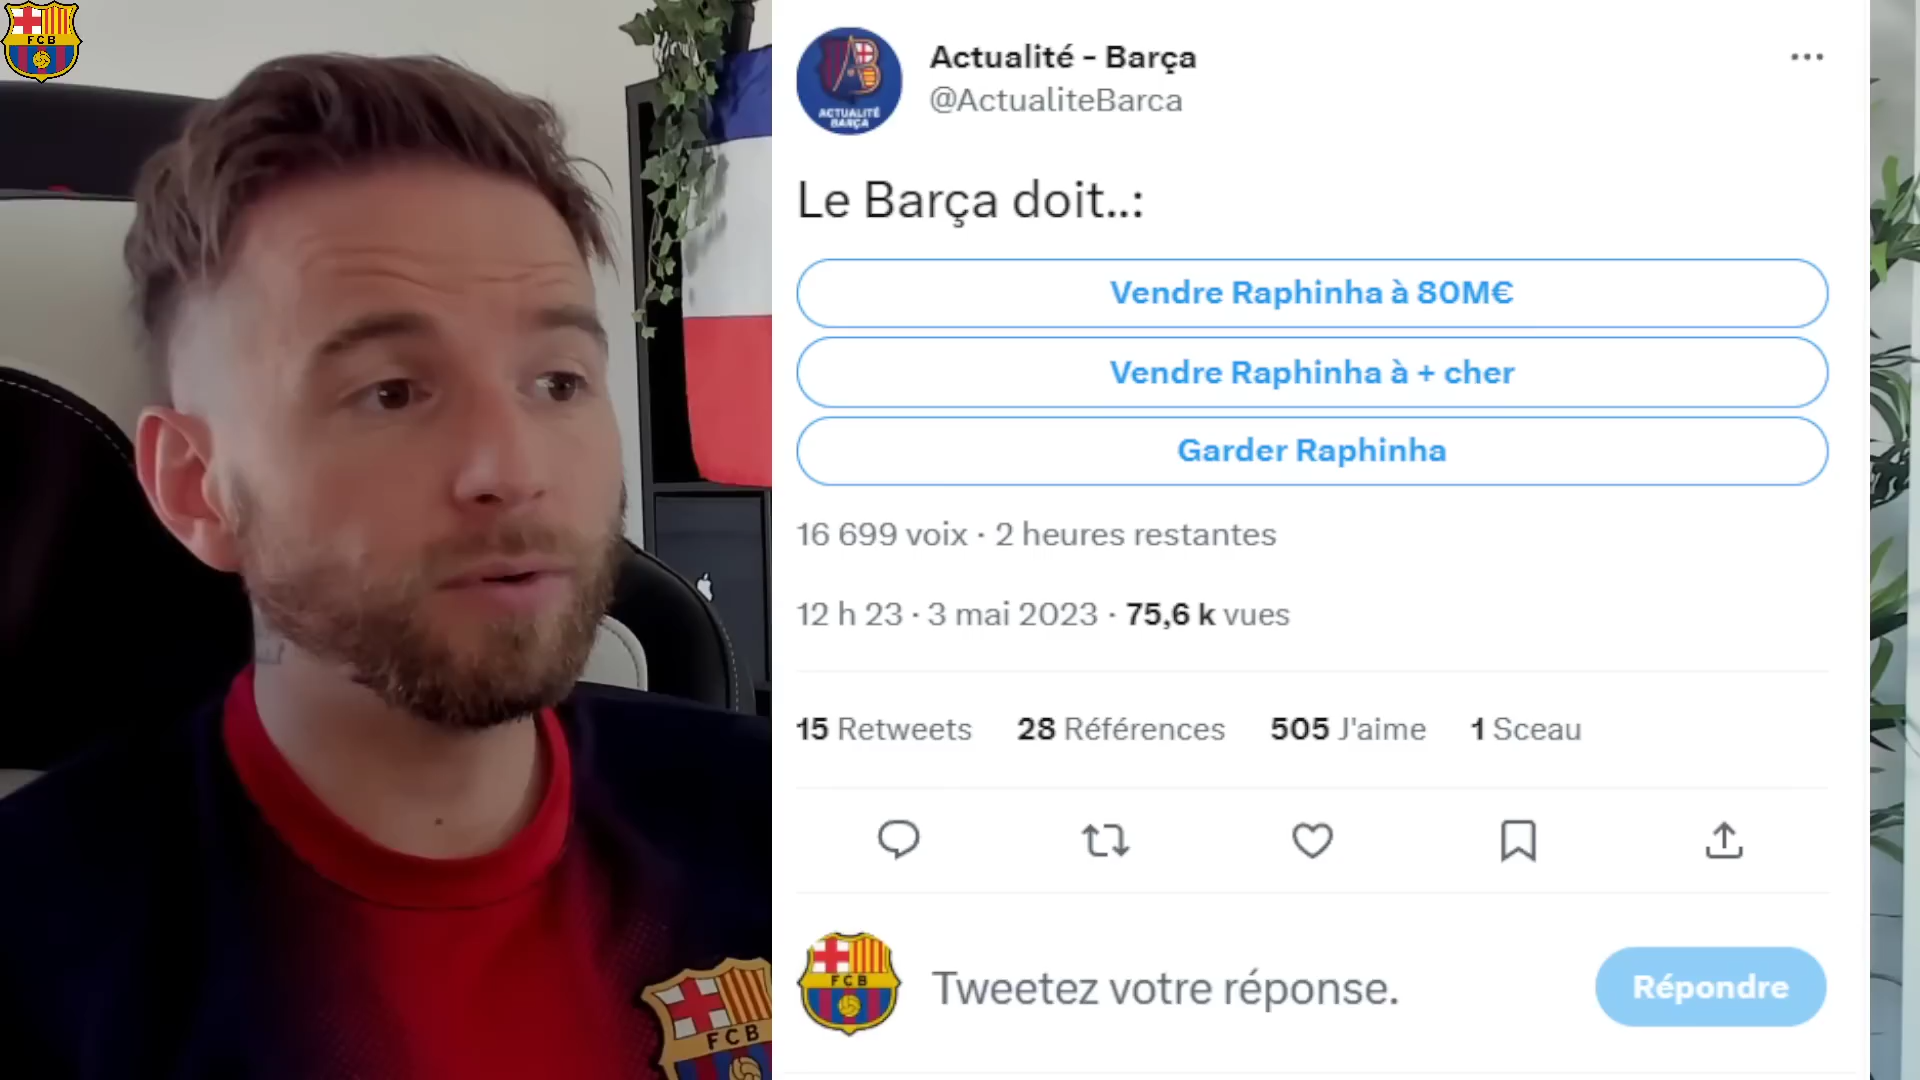 FCB
Actualité - Barça
@ActualiteBarca
ACTUALITÉ
BARÇA
Le Barça doit..:
Vendre Raphinha à 80M€
Vendre Raphinha à + cher
Garder Raphinha
16 699 voix · 2 heures restantes
12 h 23 · 3 mai 2023 · 75,6 k vues
15 Retweets 28 Références 505 J'aime 1 Sceau
FCB
Tweetez votre réponse.
Répondre
FCB